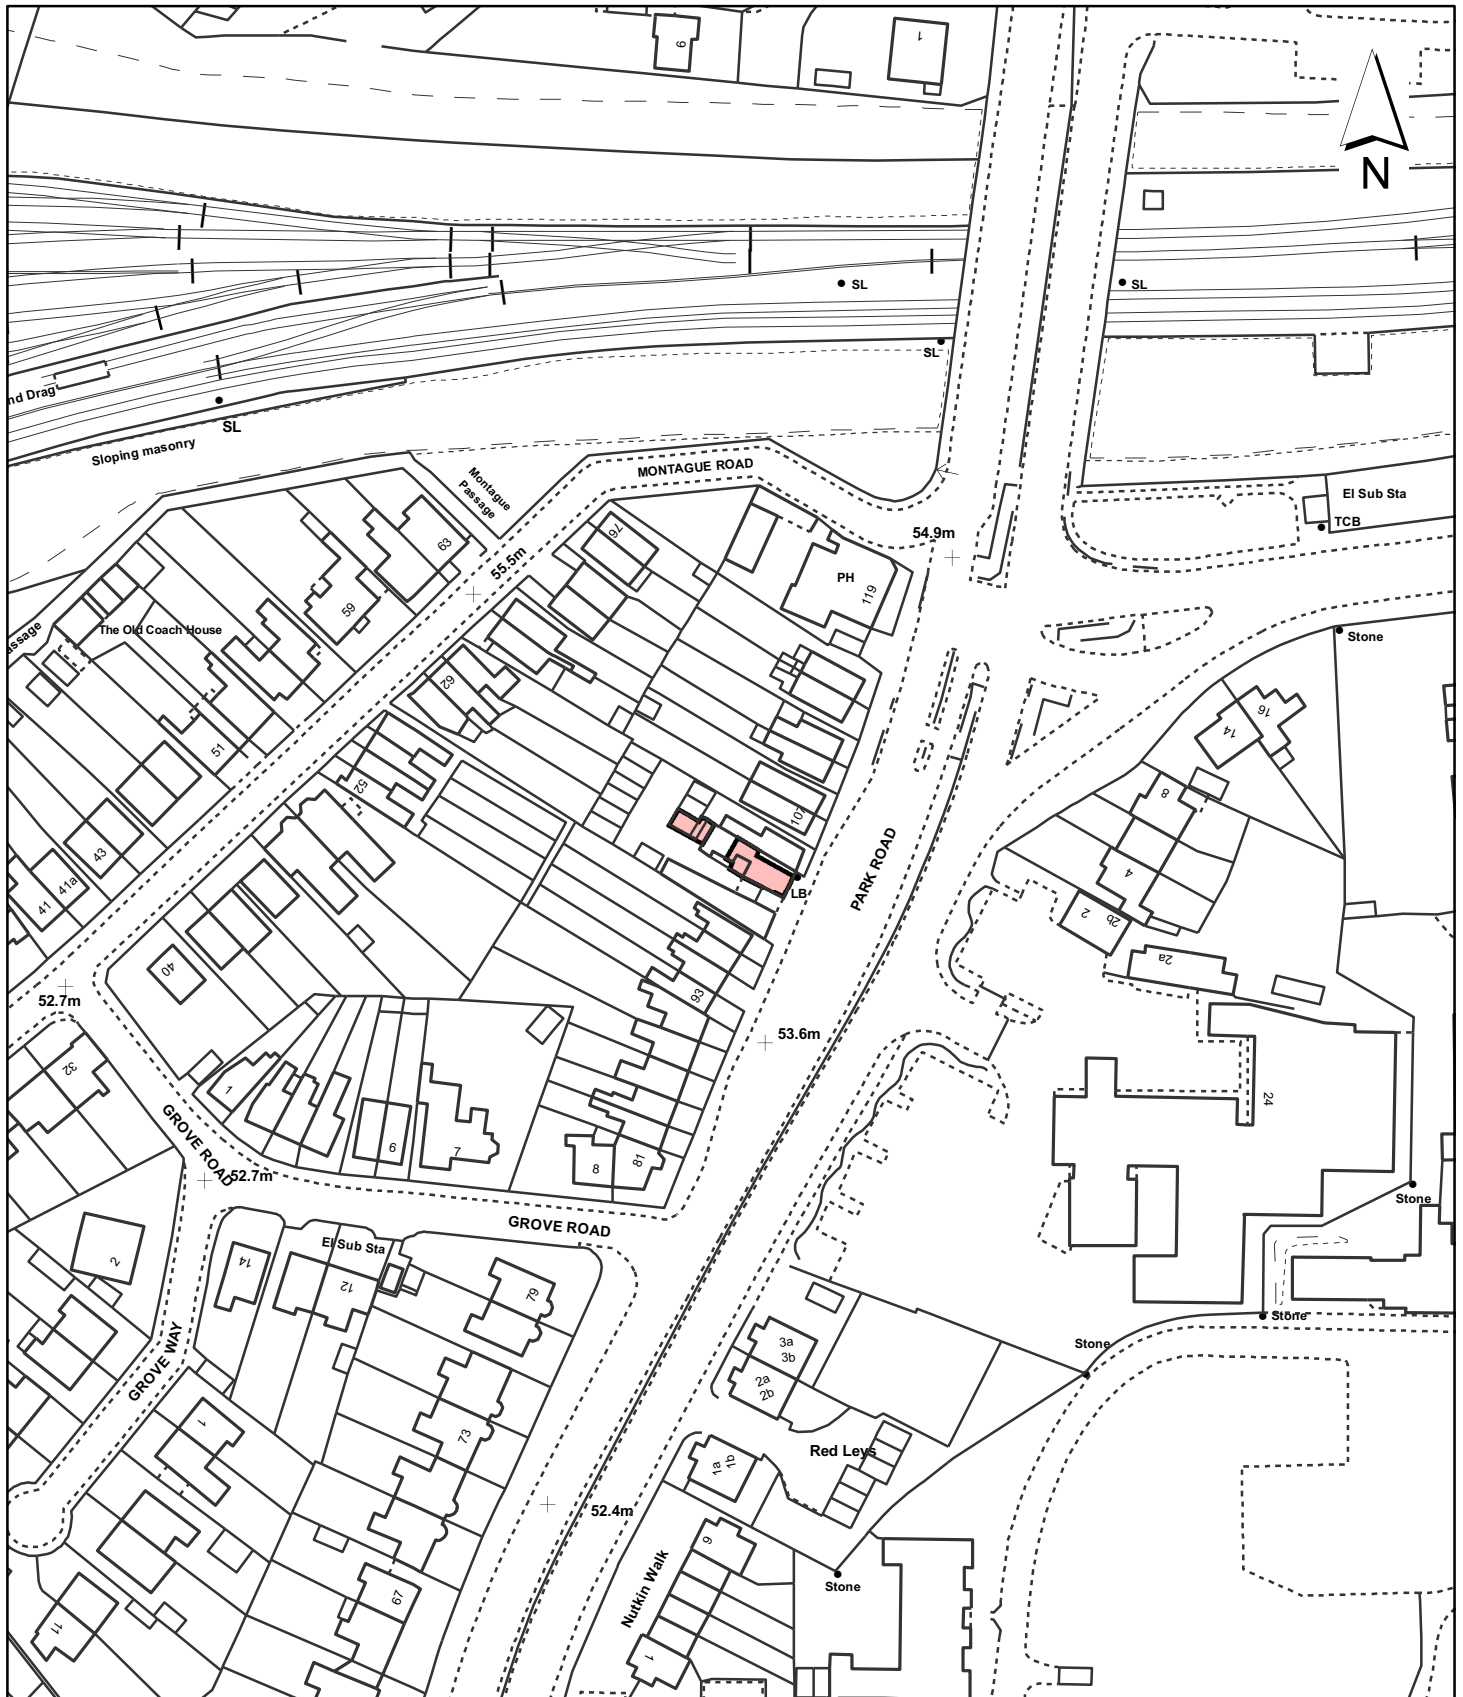 9
1
N
SL
SL
SL
nd Drag
SL
Sloping masonry
MONTAGUE ROAD
Montague
Passage
El Sub Sta
TCB
54.9m
76
63
55.5m
PH
119
59
The Old Coach House
assage
Stone
62
16
14
51
52
8
107
43
41a
41
4
LB
PARK ROAD
2
2b
2a
40
93
52.7m
53.6m
32
1
24
GROVE ROAD
6
7
8
81
52.7m
Stone
GROVE ROAD
El Sub Sta
2
14
12
79
Stone
3a
3b
Stone
2a
2b
GROVE WAY
1
73
Red Leys
1a
1b
52.4m
9
Nutkin Walk
Stone
67
11
1